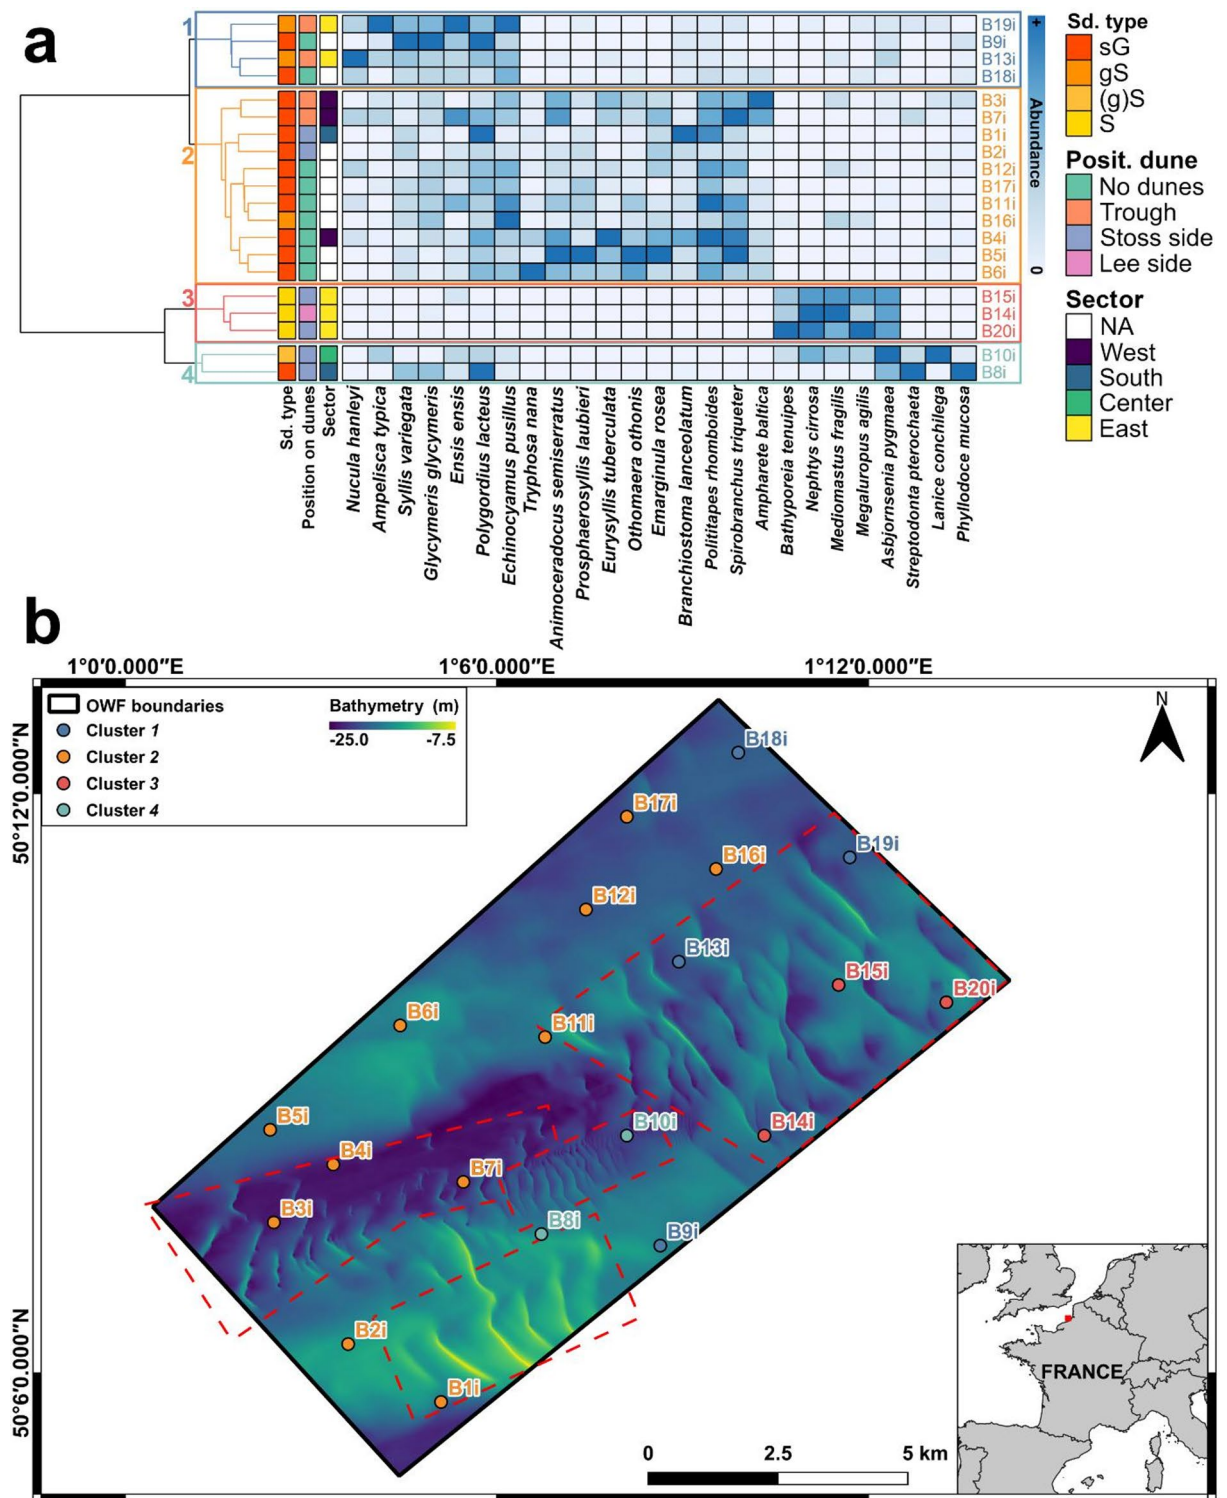 a
1
2
3
4
B19i
B9i
B13i
B18i
B3i
B7i
B1i
B2i
B12i
B17i
B11i
B16i
B4i
B5i
B6i
B15i
B14i
B20i
B10i
B8i
+
Abundance
0
Sd. type
sG
gS
(g)S
S
Posit. dune
No dunes
Trough
Stoss side
Lee side
Sector
NA
West
South
Center
East
Sd. type
Position on dunes
Sector
Nucula hanleyi
Ampelisca typica
Syllis variegata
Glycymeris glycymeris
Ensis ensis
Polygordius lacteus
Echinocyamus pusillus
Tryphosa nana
Animoceradocus semiserratus
Prosphaerosyllis laubieri
Eurysyllis tuberculata
Othomaera othonis
Emarginula rosea
Branchiostoma lanceolatum
Polititapes rhomboides
Spirobranchus triqueter
Ampharete baltica
Bathyporeia tenuipes
Nephtys cirrosa
Mediomastus fragilis
Megaluropus agilis
Asbjornsenia pygmaea
Streptodonta pterochaeta
Lanice conchilega
Phyllodoce mucosa
b
1°0'0.000"E
1°6'0.000"E
1°12'0.000"E
50°12'0.000"N
50°6'0.000"N
OWF boundaries
Cluster 1
Cluster 2
Cluster 3
Cluster 4
Bathymetry (m)
-25.0
-7.5
N
B18i
B17i
B19i
B16i
B12i
B13i
B15i
B20i
B6i
B11i
B5i
B10i
B14i
B4i
B7i
B3i
B8i
B9i
B2i
B1i
FRANCE
0
2.5
5 km